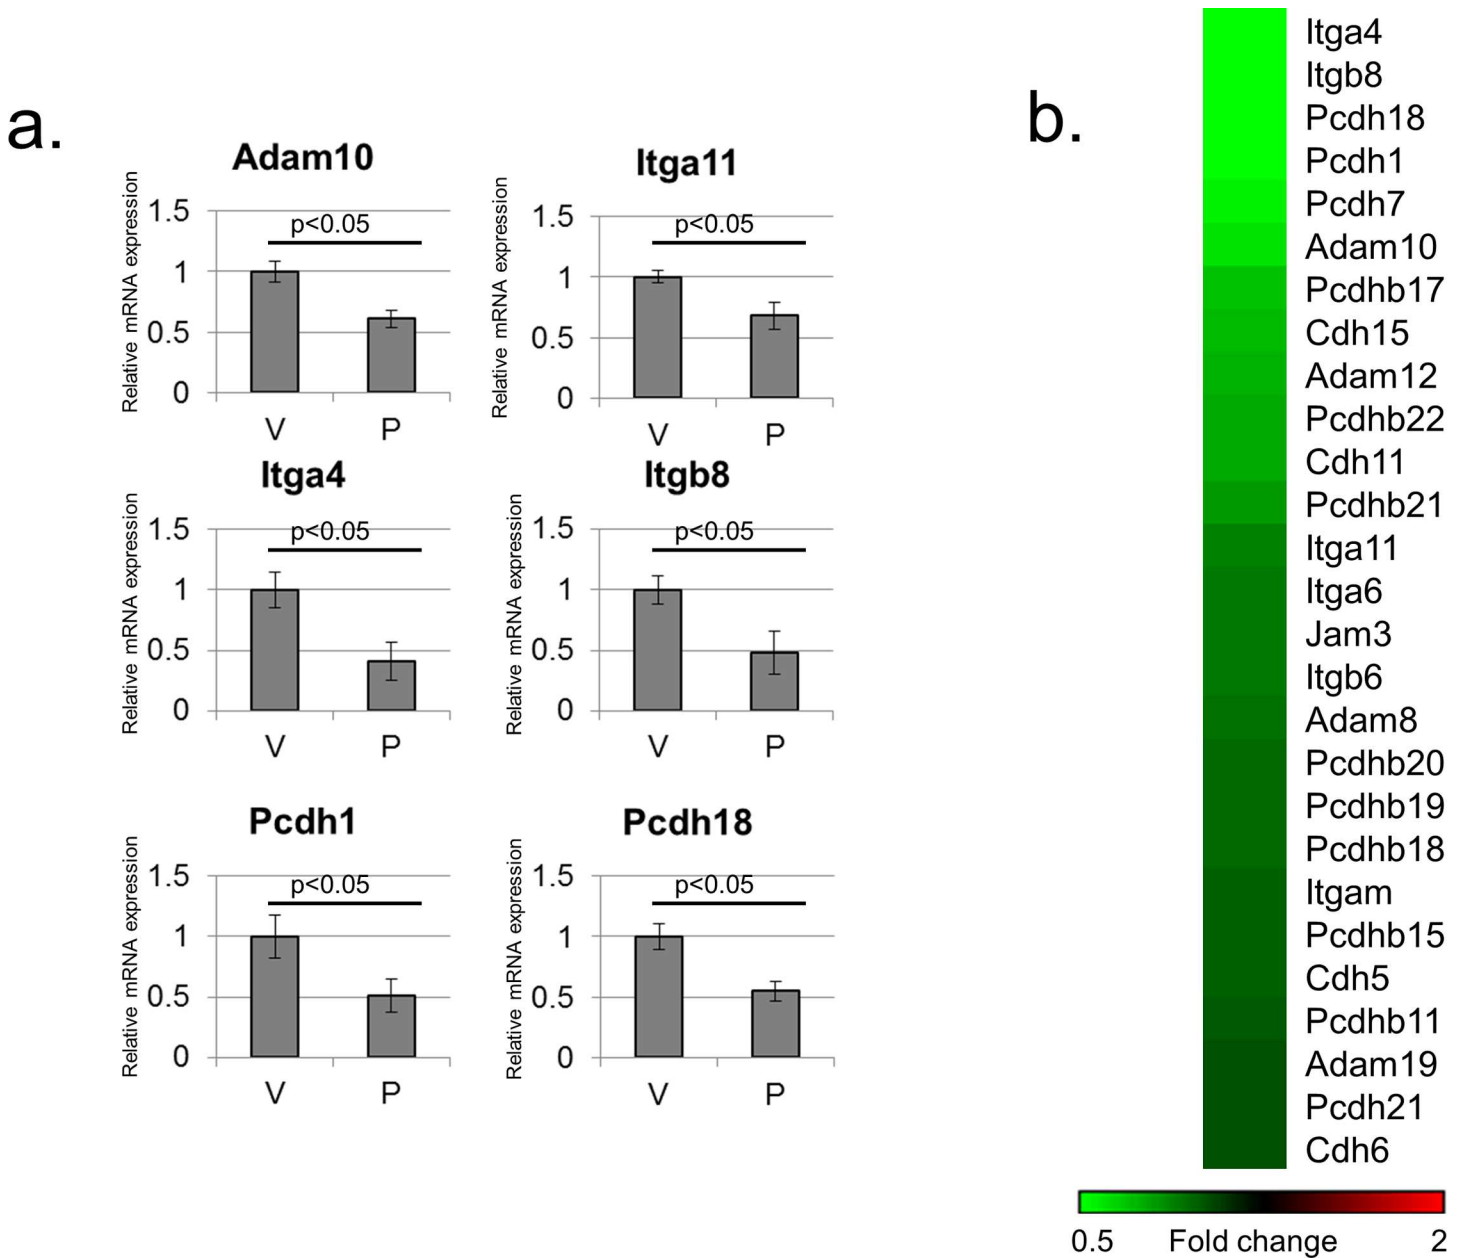 a.
Adam10
Relative mRNA expression
1.5
1
0.5
0
p<0.05
V P
Itga11
Relative mRNA expression
1.5
1
0.5
0
p<0.05
V P
Itga4
Relative mRNA expression
1.5
1
0.5
0
p<0.05
V P
Itgb8
Relative mRNA expression
1.5
1
0.5
0
p<0.05
V P
Pcdh1
Relative mRNA expression
1.5
1
0.5
0
p<0.05
V P
Pcdh18
Relative mRNA expression
1.5
1
0.5
0
p<0.05
V P
b.
Itga4
Itgb8
Pcdh18
Pcdh1
Pcdh7
Adam10
Pcdhb17
Cdh15
Adam12
Pcdhb22
Cdh11
Pcdhb21
Itga11
Itga6
Jam3
Itgb6
Adam8
Pcdhb20
Pcdhb19
Pcdhb18
Itgam
Pcdhb15
Cdh5
Pcdhb11
Adam19
Pcdh21
Cdh6
0.5 Fold change 2